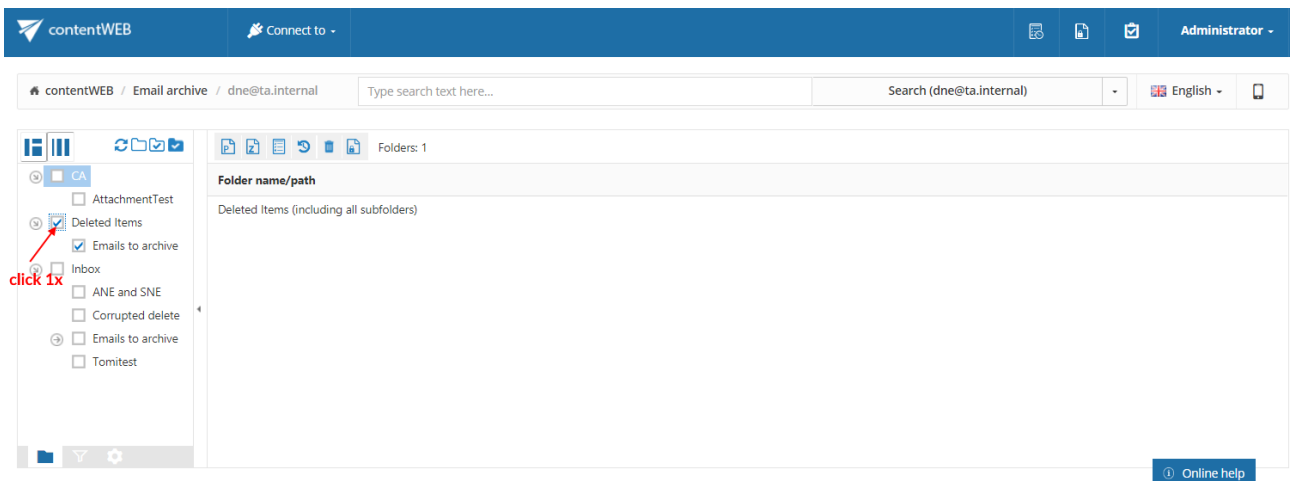 contentWEB
Connect to
Administrator
contentWEB / Email archive / dne@ta.internal
Type search text here...
Search (dne@ta.internal)
English
Folders: 1
CA
AttachmentTest
Deleted Items
Emails to archive
Inbox
click 1x
ANE and SNE
Corrupted delete
Emails to archive
Tomitest
Folder name/path
Deleted Items (including all subfolders)
Online help